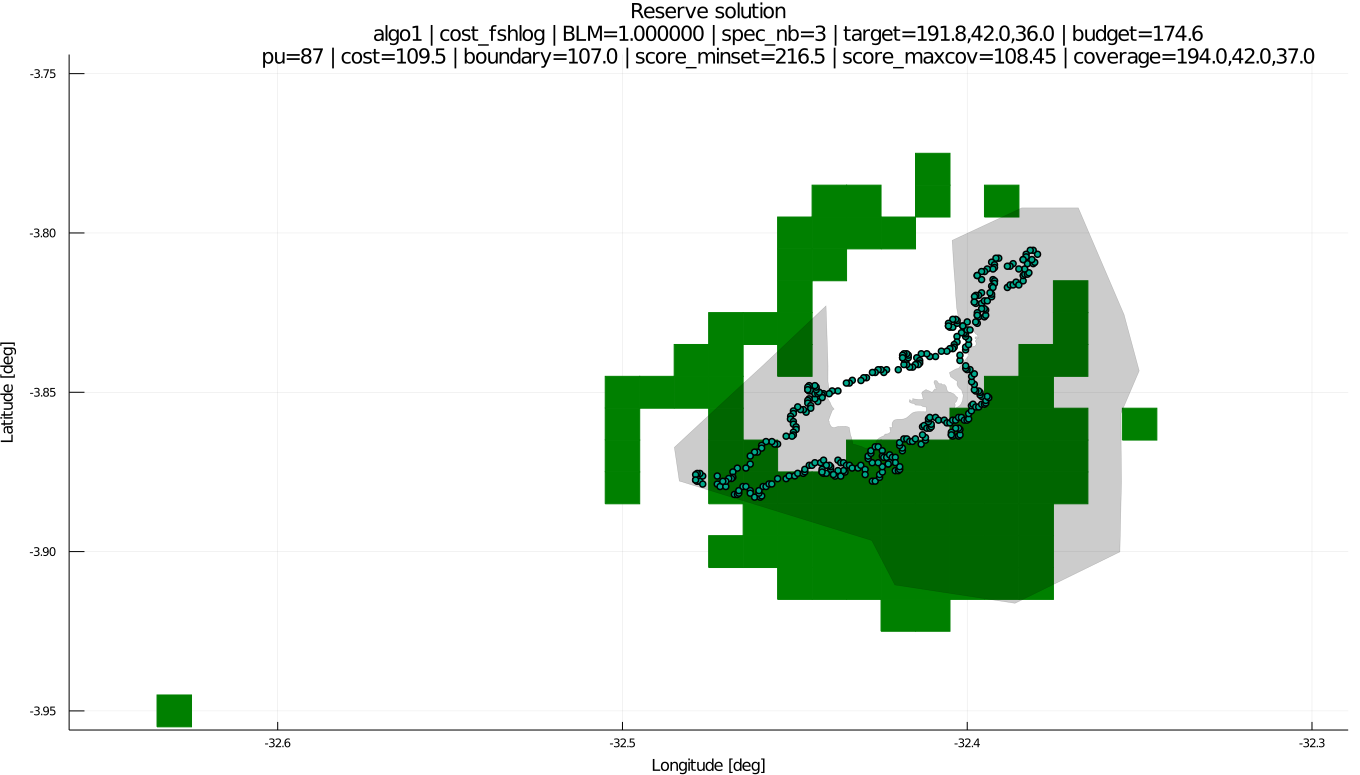 Reserve solution
algo1 | cost_fshlog | BLM=1.000000 | spec_nb=3 | target=191.8,42.0,36.0 | budget=174.6
pu=87 | cost=109.5 | boundary=107.0 | score_minset=216.5 | score_maxcov=108.45 | coverage=194.0,42.0,37.0
-3.75
-3.80
-3.85
-3.90
-3.95
Latitude [deg]
-32.6
-32.5
-32.4
-32.3
Longitude [deg]